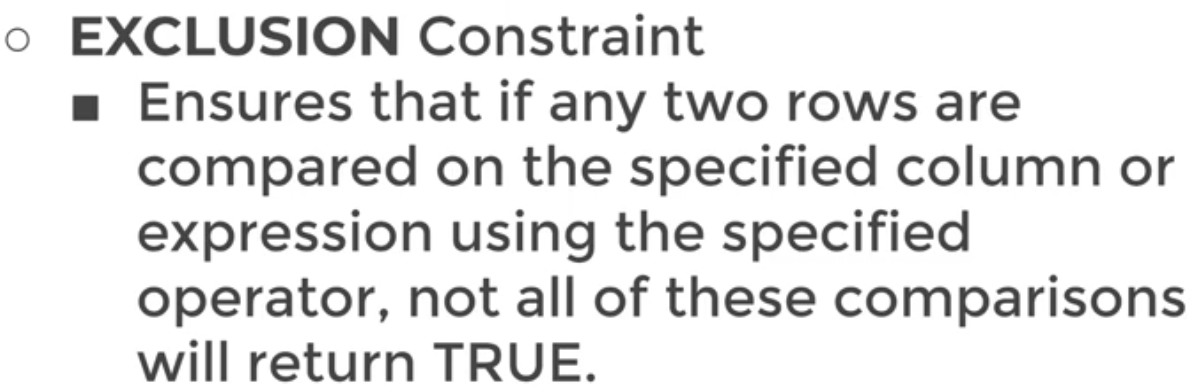 ○ EXCLUSION Constraint
■ Ensures that if any two rows are
compared on the specified column or
expression using the specified
operator, not all of these comparisons
will return TRUE.